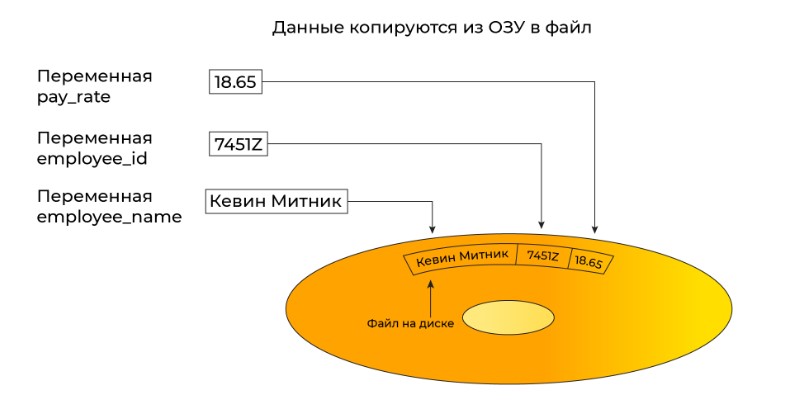 Данные копируются из ОЗУ в файл
Переменная
pay_rate
18.65
Переменная
employee_id
7451Z
Переменная
employee_name
Кевин Митник
Кевин Митник
7451Z
18.65
Файл на диске